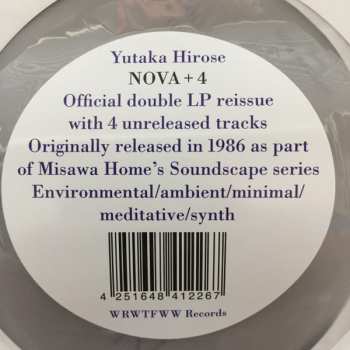 Yutaka Hirose
NOVA + 4
Official double LP reissue
with 4 unreleased tracks
Originally released in 1986 as part
of Misawa Home's Soundscape series
Environmental/ambient/minimal/
meditative/synth
4 251648 412267
WRWTFWW Records